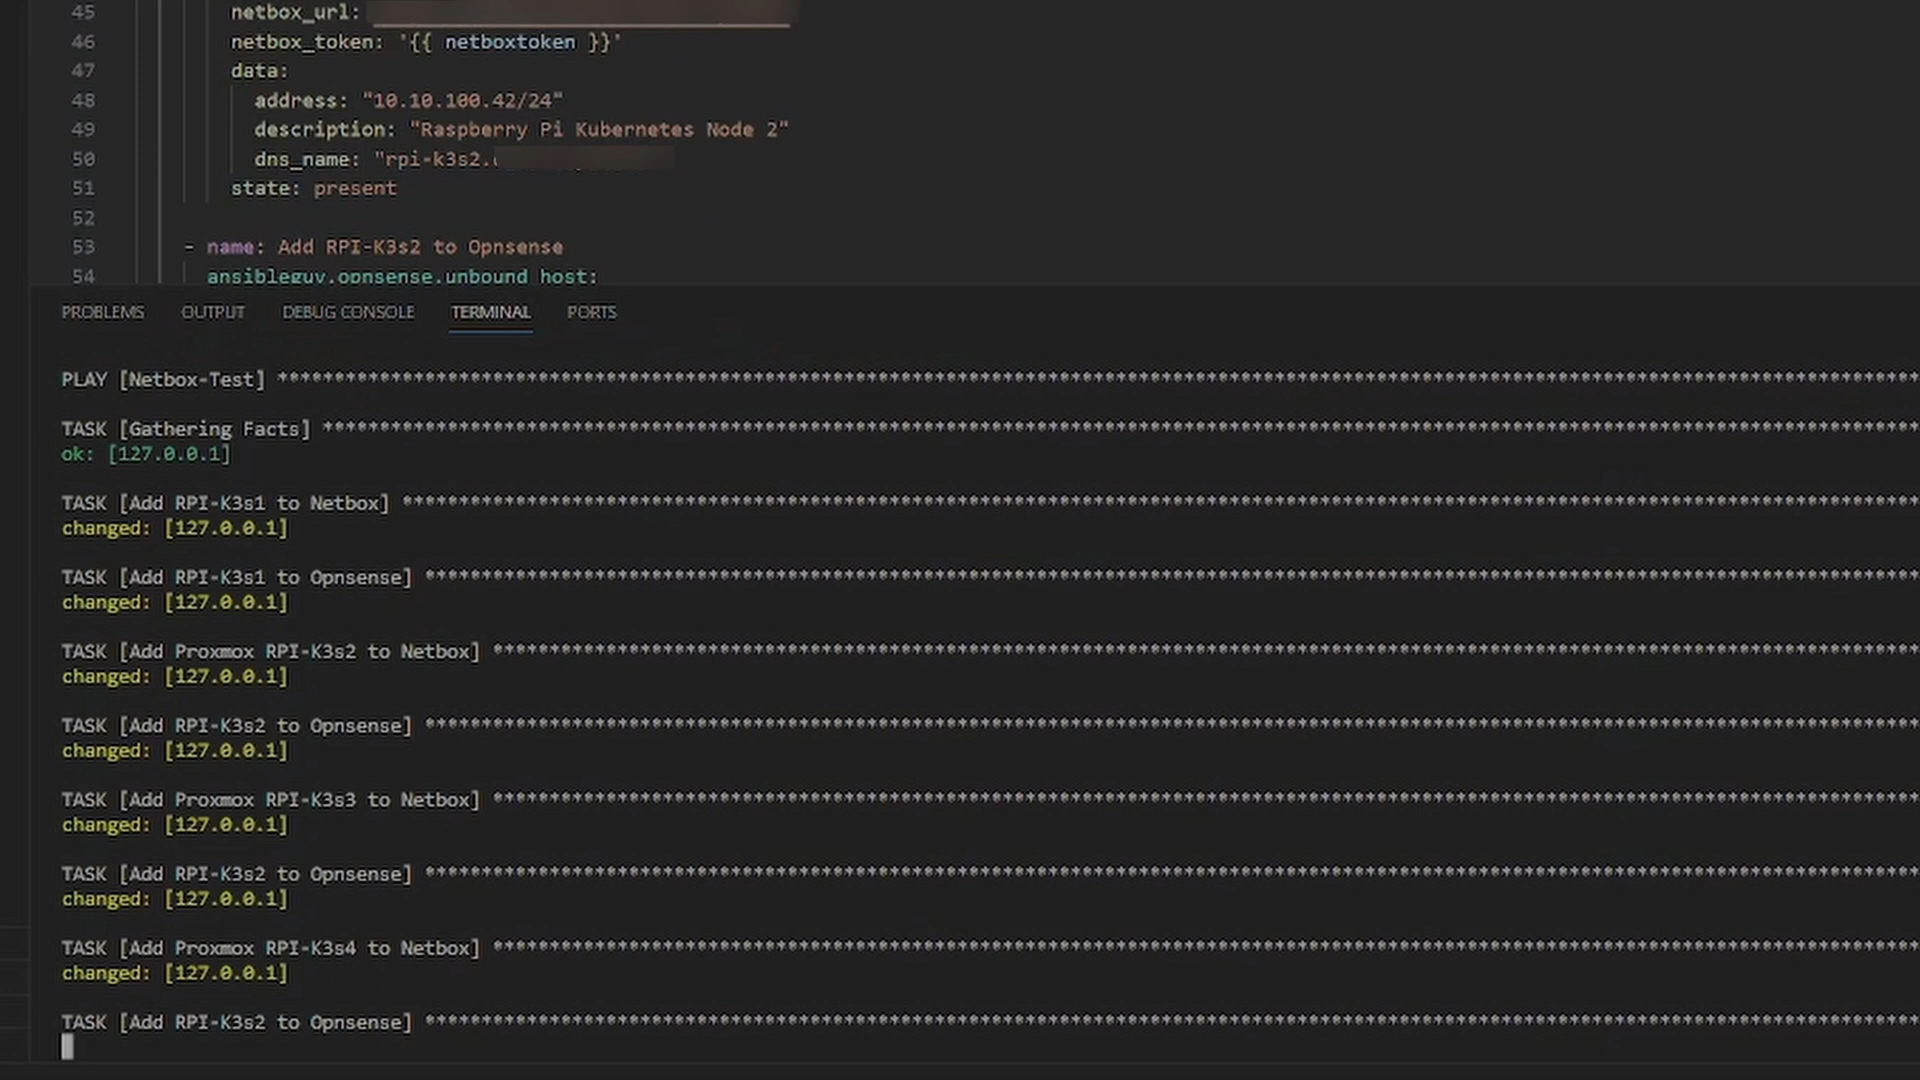 45 netbox_url:
46 netbox_token: '{{ netboxtoken }}'
47 data:
48 address: "10.10.100.42/24"
49 description: "Raspberry Pi Kubernetes Node 2"
50 dns_name: "rpi-k3s2.
51 state: present
52
53 - name: Add RPI-K3s2 to Opnsense
54 ansibleguy.opnsense.unbound_host:
PROBLEMS OUTPUT DEBUG CONSOLE TERMINAL PORTS
PLAY [Netbox-Test] ************************************************************************************************************************************************
TASK [Gathering Facts] ********************************************************************************************************************************************
ok: [127.0.0.1]
TASK [Add RPI-K3s1 to Netbox] *************************************************************************************************************************************
changed: [127.0.0.1]
TASK [Add RPI-K3s1 to Opnsense] ***********************************************************************************************************************************
changed: [127.0.0.1]
TASK [Add Proxmox RPI-K3s2 to Netbox] *****************************************************************************************************************************
changed: [127.0.0.1]
TASK [Add RPI-K3s2 to Opnsense] ***********************************************************************************************************************************
changed: [127.0.0.1]
TASK [Add Proxmox RPI-K3s3 to Netbox] *****************************************************************************************************************************
changed: [127.0.0.1]
TASK [Add RPI-K3s2 to Opnsense] ***********************************************************************************************************************************
changed: [127.0.0.1]
TASK [Add Proxmox RPI-K3s4 to Netbox] *****************************************************************************************************************************
changed: [127.0.0.1]
TASK [Add RPI-K3s2 to Opnsense] ***********************************************************************************************************************************